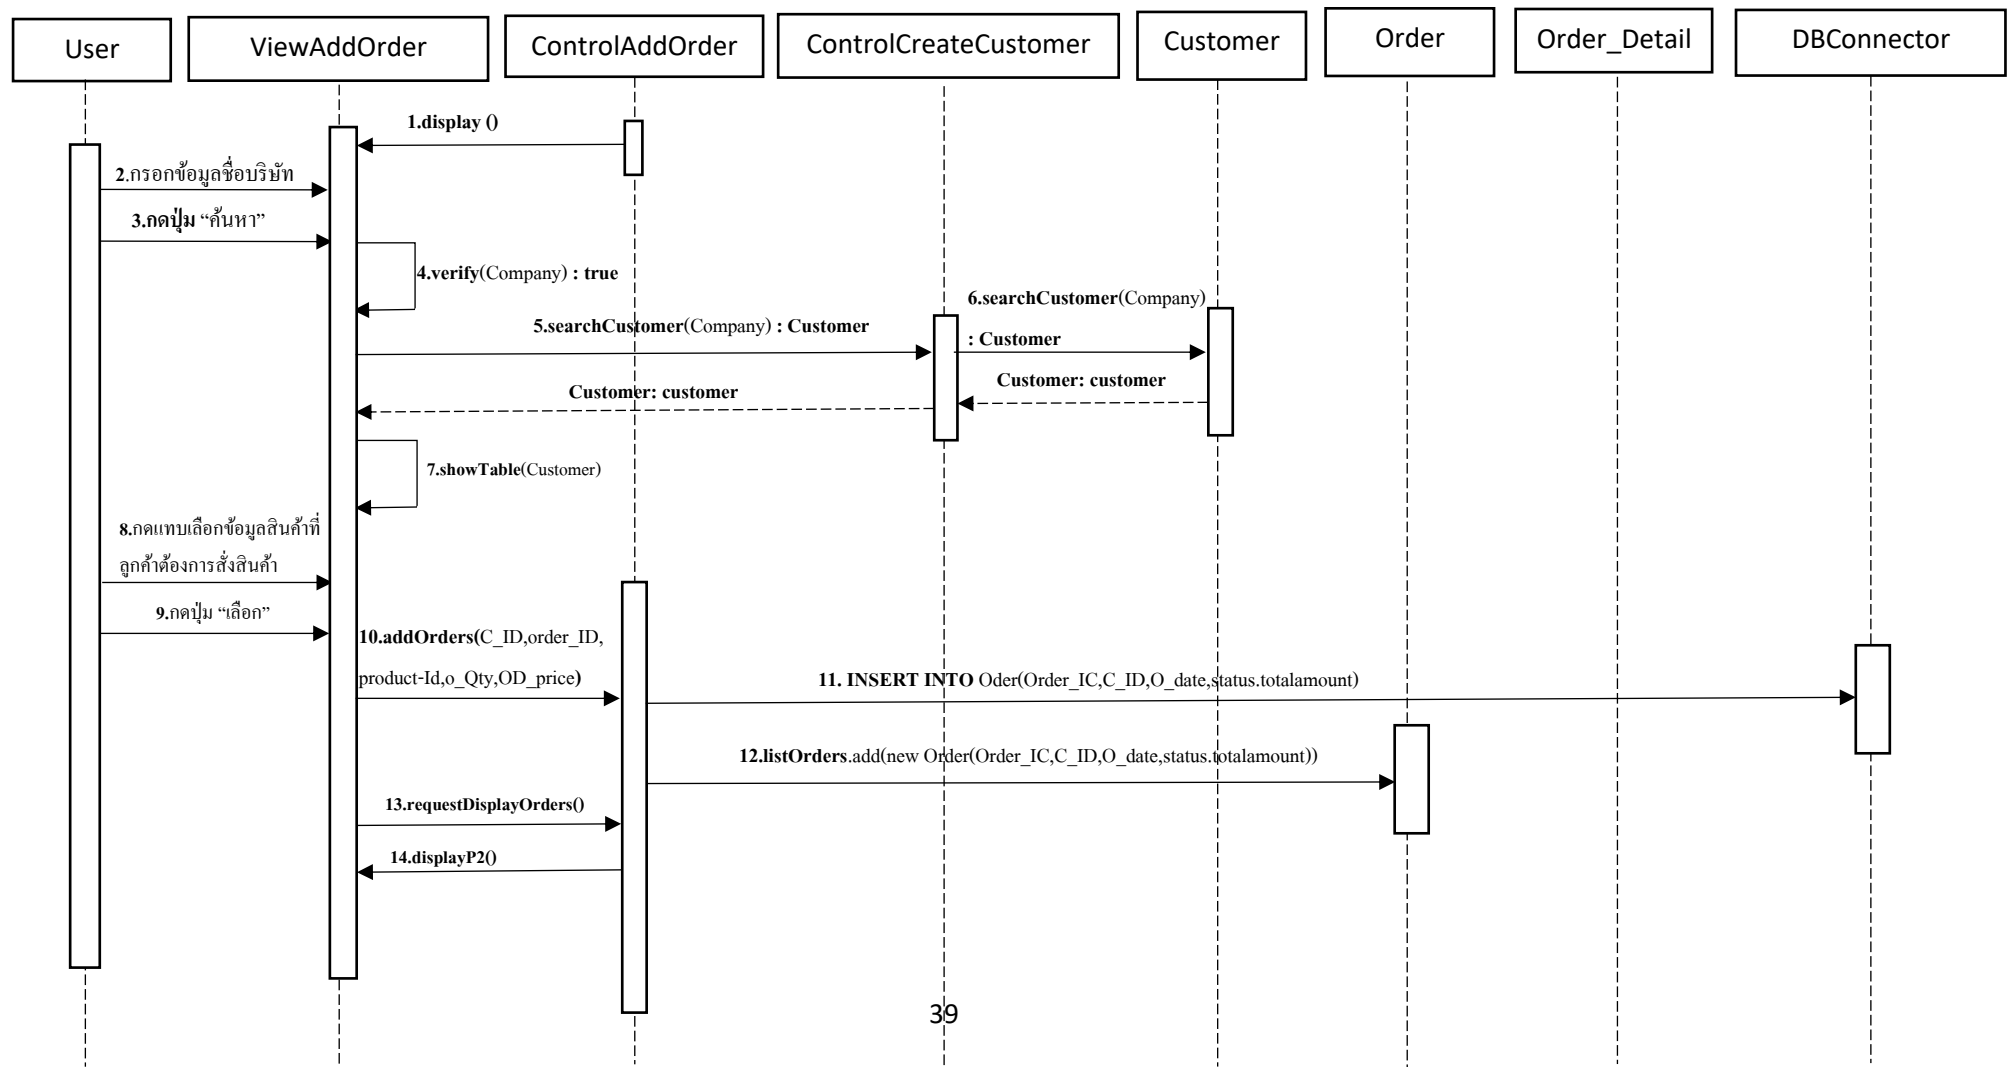 User
ViewAddOrder
ControlAddOrder
ControlCreateCustomer
Customer
Order
Order_Detail
DBConnector
1.display ()
2.กรอกข้อมูลชื่อบริษัท
3.กดปุ่ม “ค้นหา”
4.verify(Company) : true
5.searchCustomer(Company) : Customer
6.searchCustomer(Company)
: Customer
Customer: customer
Customer: customer
7.showTable(Customer)
8.กดแทบเลือกข้อมูลสินค้าที่
ลูกค้าต้องการสั่งสินค้า
9.กดปุ่ม “เลือก”
10.addOrders(C_ID,order_ID,
product-Id,o_Qty,OD_price)
11. INSERT INTO Oder(Order_IC,C_ID,O_date,status.totalamount)
12.listOrders.add(new Order(Order_IC,C_ID,O_date,status.totalamount))
13.requestDisplayOrders()
14.displayP2()
39